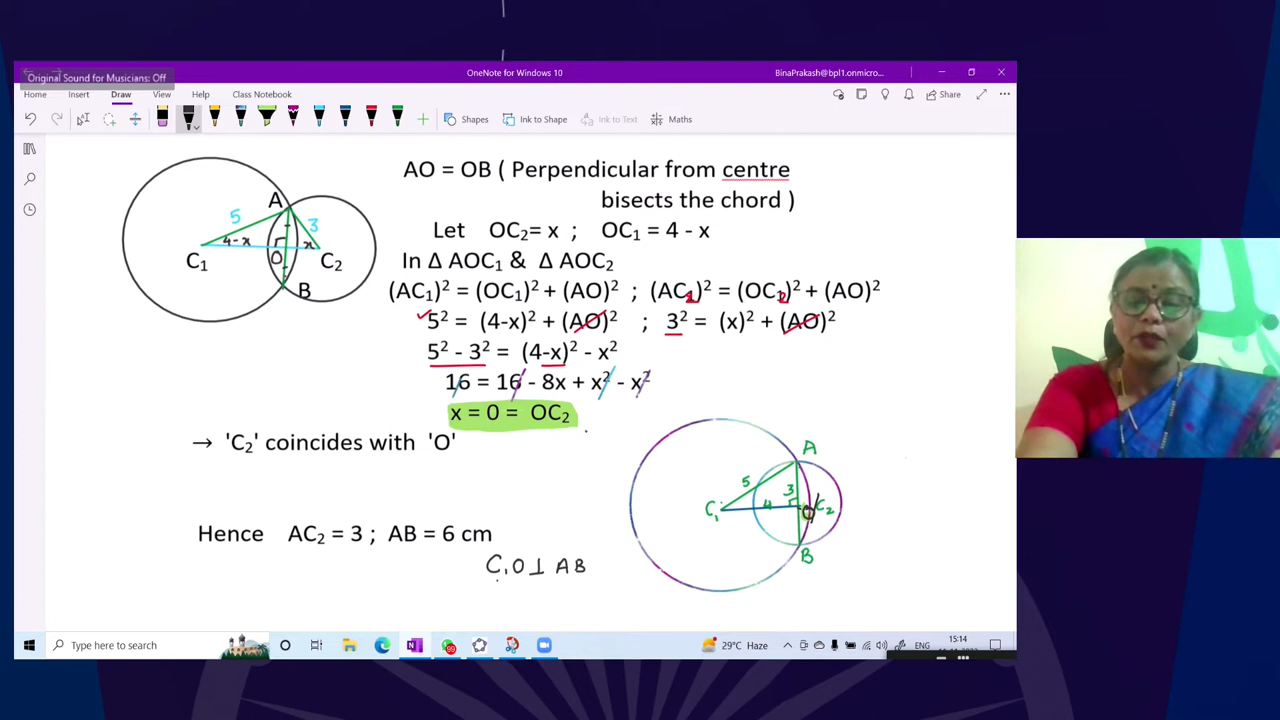 Original Sound for Musicians: Off
OneNote for Windows 10
BinaPrakash@bpl1.onmicro...
Home Insert Draw View Help Class Notebook
Share
Shapes Ink to Shape Ink to Text Maths
AO = OB ( Perpendicular from centre
bisects the chord )
Let OC₂= x ; OC₁ = 4 - x
In Δ AOC₁ & Δ AOC₂
(AC₁)² = (OC₁)² + (AO)² ; (AC₂)² = (OC₂)² + (AO)²
5² = (4-x)² + (AO)² ; 3² = (x)² + (AO)²
5² - 3² = (4-x)² - x²
16 = 16 - 8x + x² - x²
x = 0 = OC₂
→ 'C₂' coincides with 'O'
Hence AC₂ = 3 ; AB = 6 cm
C₁O ⊥ AB
A
5
3
4-x
x
C₁
O
C₂
B
A
5
3
C₁
4
O
C₂
B
Type here to search
99
29°C Haze
ENG
15:14